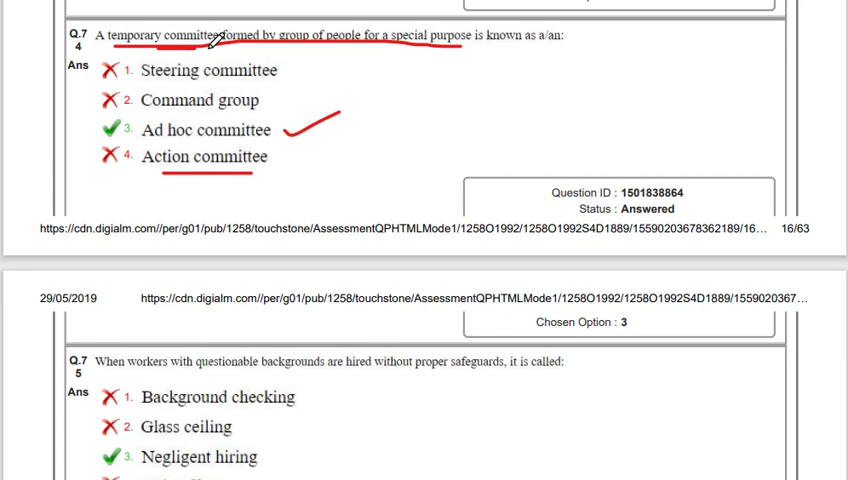 Q.7 A temporary committee formed by group of people for a special purpose is known as a/an:
4
Ans
1. Steering committee
2. Command group
3. Ad hoc committee
4. Action committee
Question ID : 1501838864
Status : Answered
https://cdn.digialm.com//per/g01/pub/1258/touchstone/AssessmentQPHTMLMode1/1258O1992/1258O1992S4D1889/15590203678362189/16… 16/63
29/05/2019 https://cdn.digialm.com//per/g01/pub/1258/touchstone/AssessmentQPHTMLMode1/1258O1992/1258O1992S4D1889/1559020367…
Chosen Option : 3
Q.7 When workers with questionable backgrounds are hired without proper safeguards, it is called:
5
Ans
1. Background checking
2. Glass ceiling
3. Negligent hiring